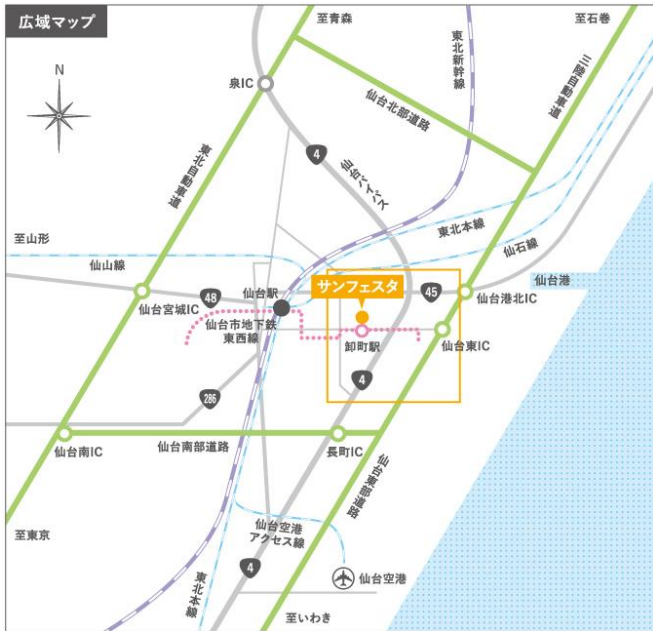 広域マップ
至青森
至石巻
N
泉IC
東北新幹線
三陸自動車道
仙台北部道路
4
仙台バイパス
東北自動車道
至山形
仙山線
東北本線
仙石線
仙台港
仙台駅
サンフェスタ
48
45
仙台宮城IC
仙台港北IC
仙台市地下鉄
東西線
卸町駅
仙台東IC
4
286
仙台南IC
仙台南部道路
長町IC
仙台東部道路
至東京
仙台空港
アクセス線
4
仙台空港
東北本線
至いわき